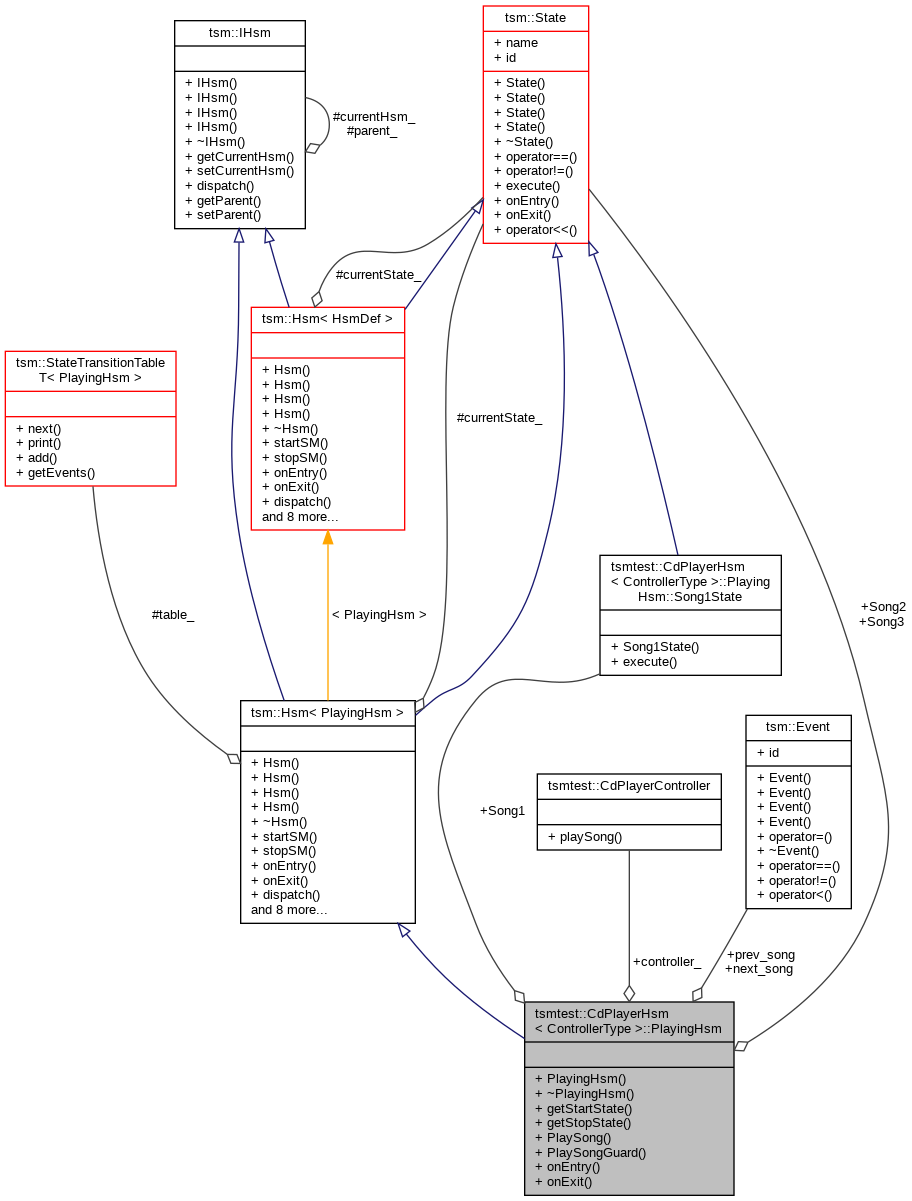 tsm::State
+ name
+ id
+ State()
+ State()
+ State()
+ State()
+ ~State()
+ operator==()
+ operator!=()
+ execute()
+ onEntry()
+ onExit()
+ operator<<()
tsm::IHsm
+ IHsm()
+ IHsm()
+ IHsm()
+ IHsm()
+ ~IHsm()
+ getCurrentHsm()
+ setCurrentHsm()
+ dispatch()
+ getParent()
+ setParent()
#currentHsm_
#parent_
#currentState_
tsm::Hsm< HsmDef >
+ Hsm()
+ Hsm()
+ Hsm()
+ Hsm()
+ ~Hsm()
+ startSM()
+ stopSM()
+ onEntry()
+ onExit()
+ dispatch()
and 8 more...
tsm::StateTransitionTable
T< PlayingHsm >
+ next()
+ print()
+ add()
+ getEvents()
#currentState_
#table_
< PlayingHsm >
tsmtest::CdPlayerHsm
< ControllerType >::Playing
Hsm::Song1State
+ Song1State()
+ execute()
+Song2
+Song3
tsm::Hsm< PlayingHsm >
+ Hsm()
+ Hsm()
+ Hsm()
+ Hsm()
+ ~Hsm()
+ startSM()
+ stopSM()
+ onEntry()
+ onExit()
+ dispatch()
and 8 more...
+Song1
tsmtest::CdPlayerController
+ playSong()
tsm::Event
+ id
+ Event()
+ Event()
+ Event()
+ Event()
+ operator=()
+ ~Event()
+ operator==()
+ operator!=()
+ operator<()
+controller_
+prev_song
+next_song
tsmtest::CdPlayerHsm
< ControllerType >::PlayingHsm
+ PlayingHsm()
+ ~PlayingHsm()
+ getStartState()
+ getStopState()
+ PlaySong()
+ PlaySongGuard()
+ onEntry()
+ onExit()